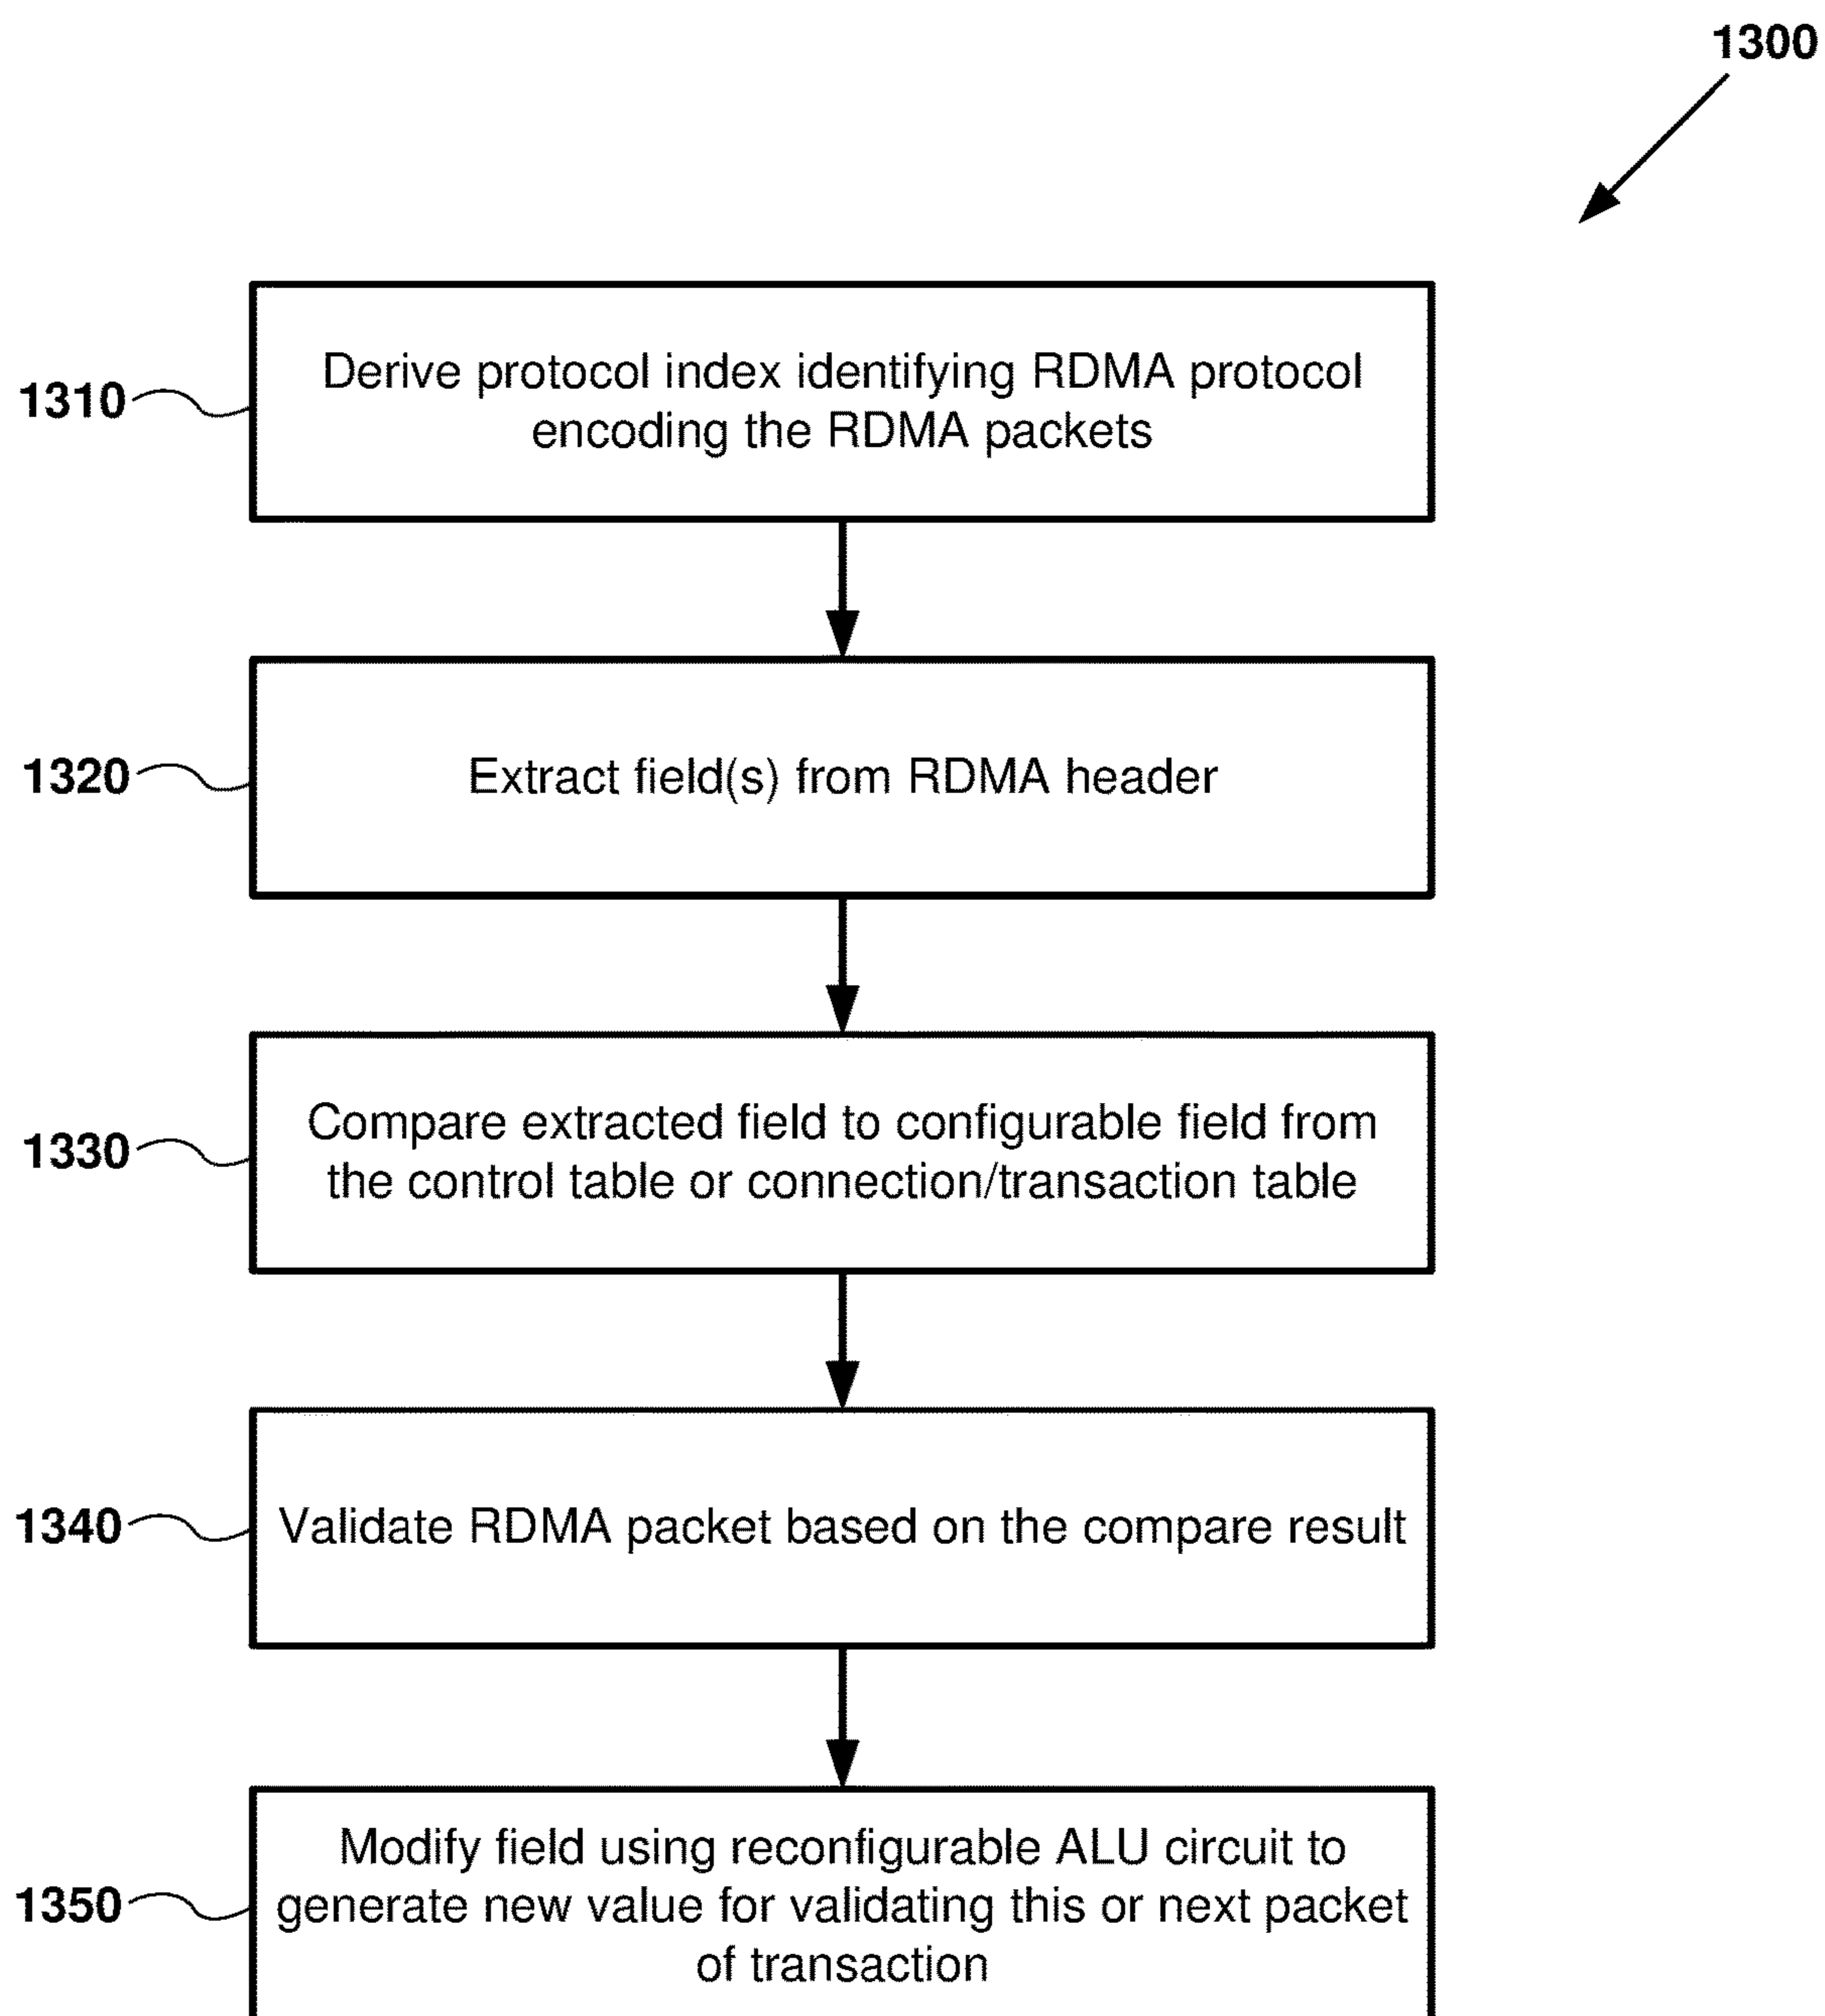 1300
1310
Derive protocol index identifying RDMA protocol
encoding the RDMA packets
1320
Extract field(s) from RDMA header
1330
Compare extracted field to configurable field from
the control table or connection/transaction table
1340
Validate RDMA packet based on the compare result
1350
Modify field using reconfigurable ALU circuit to
generate new value for validating this or next packet
of transaction